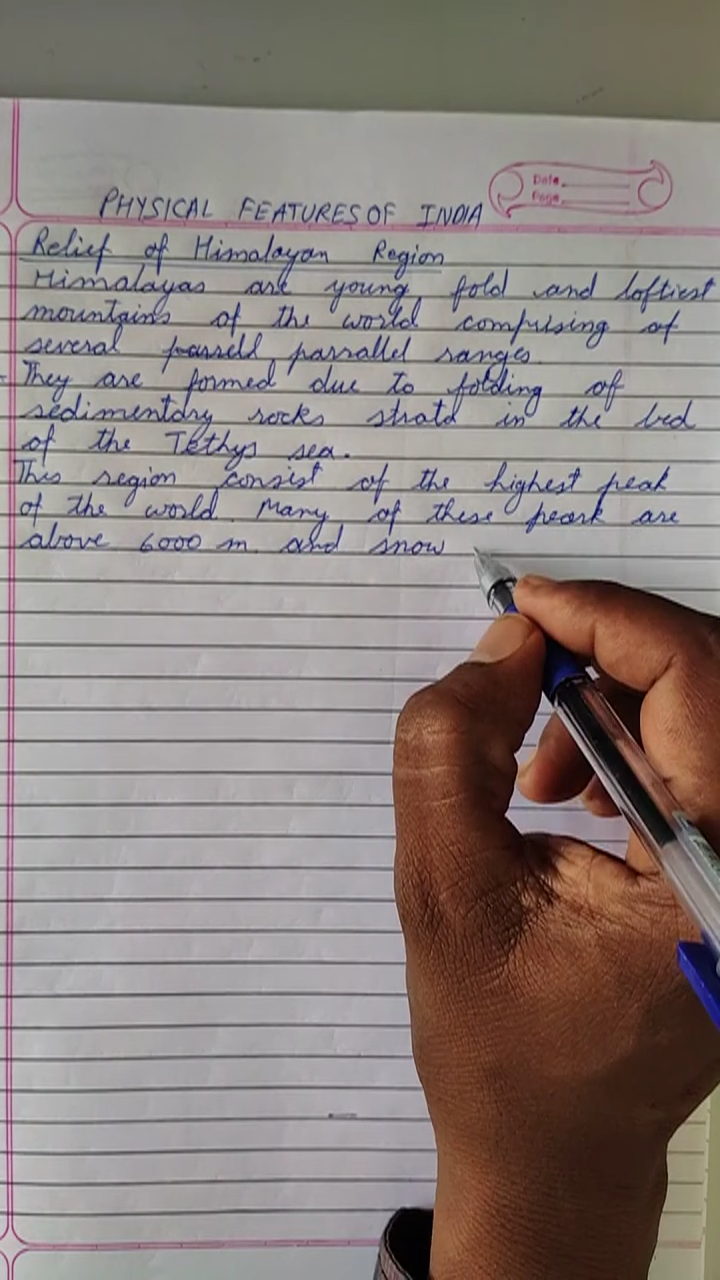 Date
Page
PHYSICAL FEATURES OF INDIA
Relief of Himalayan Region
Himalayas are young fold and loftiest
mountains of the world comprising of
several parrallel ranges.
They are formed due to folding of
sedimentary rocks strata in the bed
of the Tethys sea.
This region consist of the highest peak
of the world. Many of these peark are
above 6000 m. and snow